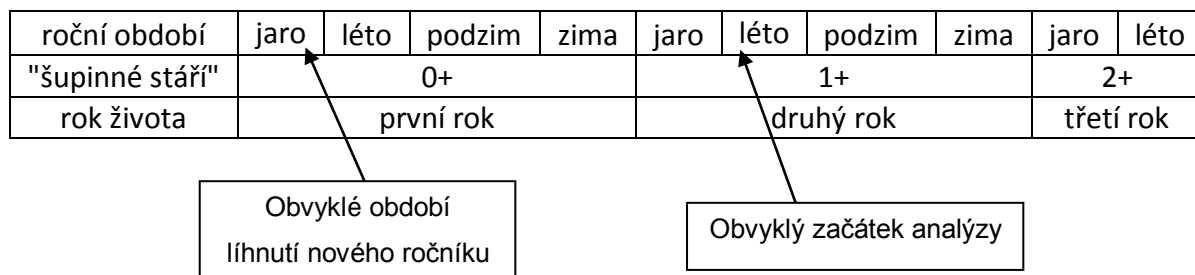 roční období jaro léto podzim zima jaro léto podzim zima jaro léto
"šupinné stáří" 0+ 1+ 2+
rok života první rok druhý rok třetí rok
Obvyklé období
líhnutí nového ročníku
Obvyklý začátek analýzy